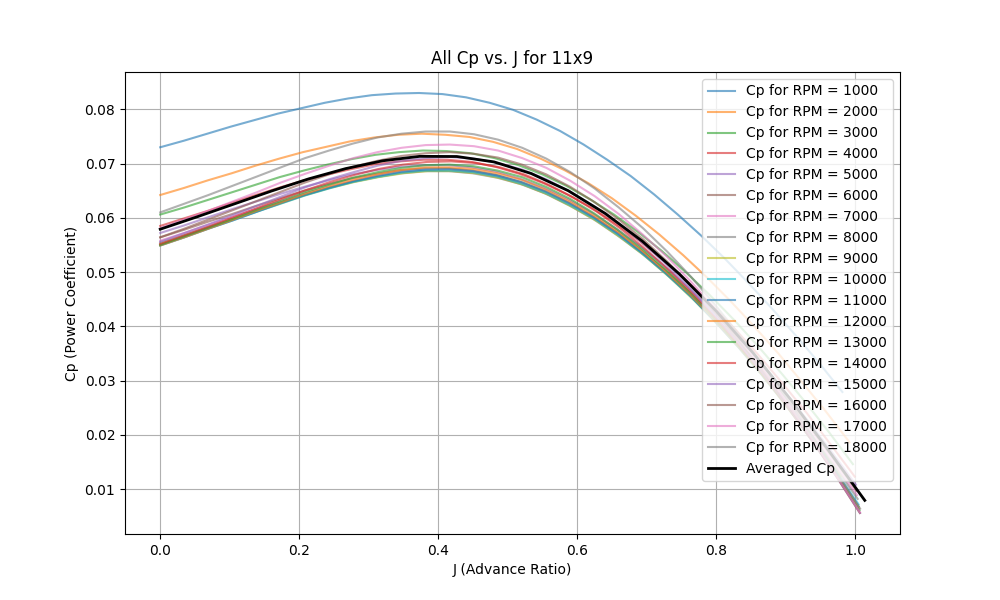 All Cp vs. J for 11x9
Cp (Power Coefficient)
0.08
0.07
0.06
0.05
0.04
0.03
0.02
0.01
Cp for RPM = 1000
Cp for RPM = 2000
Cp for RPM = 3000
Cp for RPM = 4000
Cp for RPM = 5000
Cp for RPM = 6000
Cp for RPM = 7000
Cp for RPM = 8000
Cp for RPM = 9000
Cp for RPM = 10000
Cp for RPM = 11000
Cp for RPM = 12000
Cp for RPM = 13000
Cp for RPM = 14000
Cp for RPM = 15000
Cp for RPM = 16000
Cp for RPM = 17000
Cp for RPM = 18000
Averaged Cp
0.0 0.2 0.4 0.6 0.8 1.0
J (Advance Ratio)